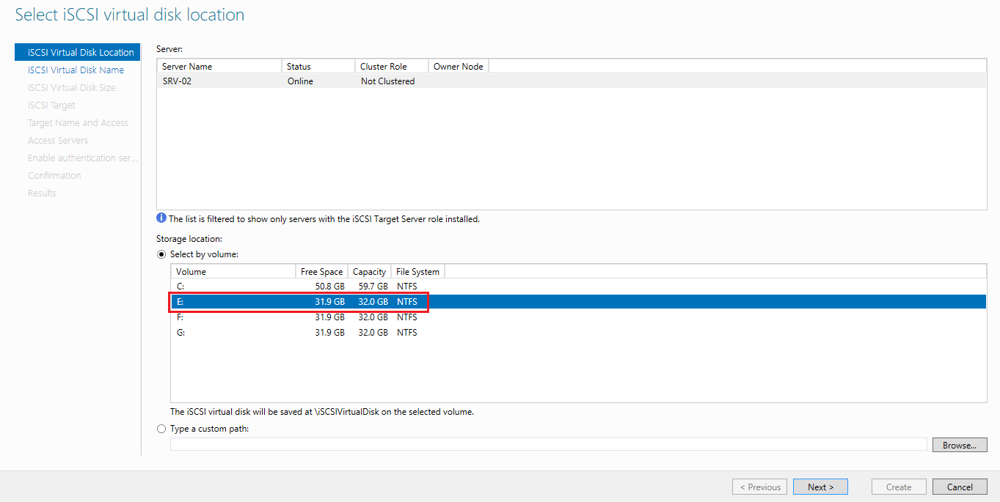 Select iSCSI virtual disk location
iSCSI Virtual Disk Location
iSCSI Virtual Disk Name
iSCSI Virtual Disk Size
iSCSI Target
Target Name and Access
Access Servers
Enable authentication ser...
Confirmation
Results
Server:
Server Name Status Cluster Role Owner Node
SRV-02 Online Not Clustered
The list is filtered to show only servers with the iSCSI Target Server role installed.
Storage location:
Select by volume:
Volume Free Space Capacity File System
C: 50.8 GB 59.7 GB NTFS
E: 31.9 GB 32.0 GB NTFS
F: 31.9 GB 32.0 GB NTFS
G: 31.9 GB 32.0 GB NTFS
The iSCSI virtual disk will be saved at \iSCSIVirtualDisk on the selected volume.
Type a custom path:
Browse...
< Previous Next > Create Cancel